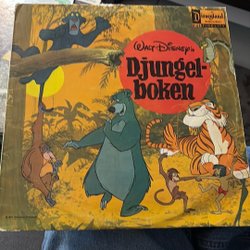 Disneyland
WALT DISNEY's
Djungel-
boken